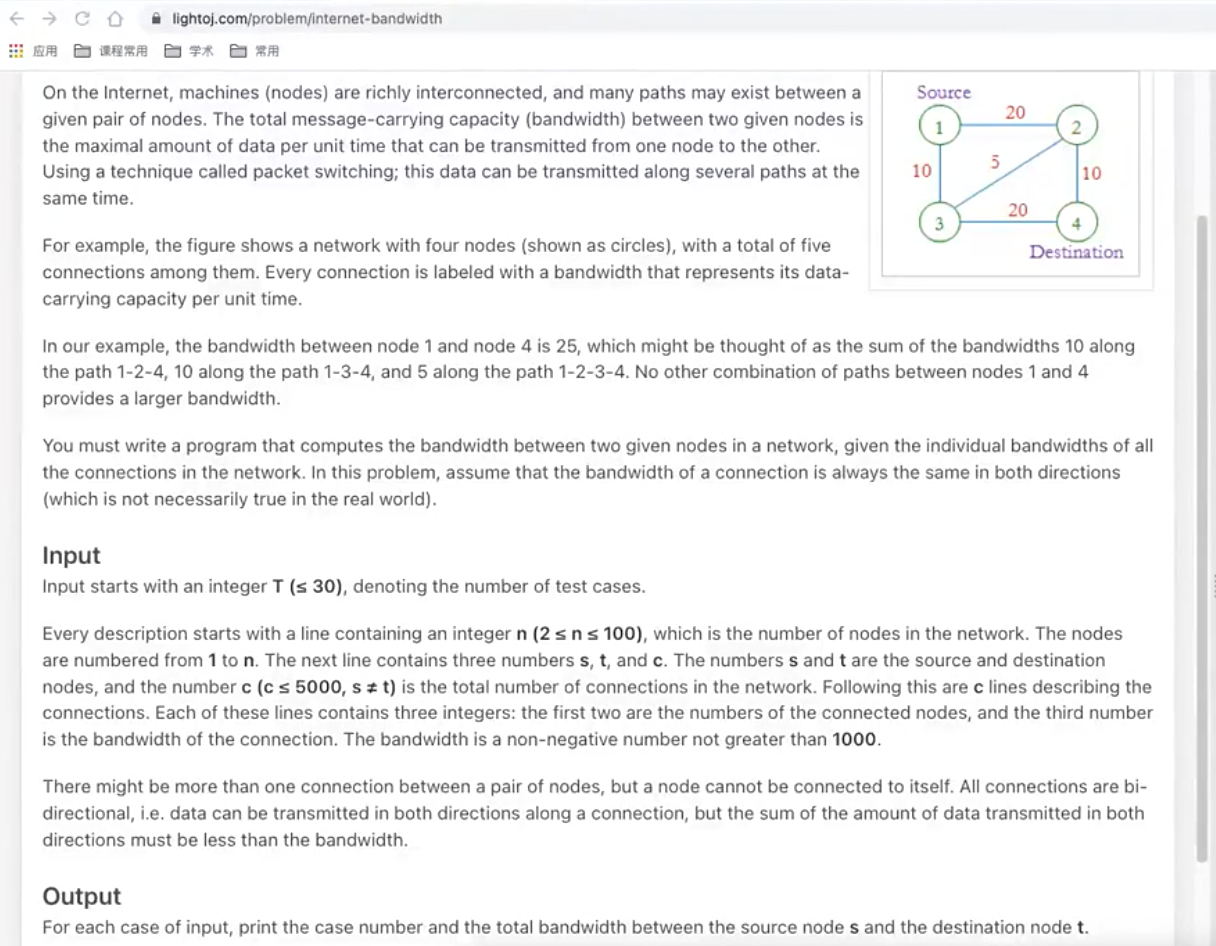 lightoj.com/problem/internet-bandwidth
应用 课程常用 学术 常用
On the Internet, machines (nodes) are richly interconnected, and many paths may exist between a
given pair of nodes. The total message-carrying capacity (bandwidth) between two given nodes is
the maximal amount of data per unit time that can be transmitted from one node to the other.
Using a technique called packet switching; this data can be transmitted along several paths at the
same time.
Source
1 20 2
10 5 10
3 20 4
Destination
For example, the figure shows a network with four nodes (shown as circles), with a total of five
connections among them. Every connection is labeled with a bandwidth that represents its data-
carrying capacity per unit time.
In our example, the bandwidth between node 1 and node 4 is 25, which might be thought of as the sum of the bandwidths 10 along
the path 1-2-4, 10 along the path 1-3-4, and 5 along the path 1-2-3-4. No other combination of paths between nodes 1 and 4
provides a larger bandwidth.
You must write a program that computes the bandwidth between two given nodes in a network, given the individual bandwidths of all
the connections in the network. In this problem, assume that the bandwidth of a connection is always the same in both directions
(which is not necessarily true in the real world).
Input
Input starts with an integer T (≤ 30), denoting the number of test cases.
Every description starts with a line containing an integer n (2 ≤ n ≤ 100), which is the number of nodes in the network. The nodes
are numbered from 1 to n. The next line contains three numbers s, t, and c. The numbers s and t are the source and destination
nodes, and the number c (c ≤ 5000, s ≠ t) is the total number of connections in the network. Following this are c lines describing the
connections. Each of these lines contains three integers: the first two are the numbers of the connected nodes, and the third number
is the bandwidth of the connection. The bandwidth is a non-negative number not greater than 1000.
There might be more than one connection between a pair of nodes, but a node cannot be connected to itself. All connections are bi-
directional, i.e. data can be transmitted in both directions along a connection, but the sum of the amount of data transmitted in both
directions must be less than the bandwidth.
Output
For each case of input, print the case number and the total bandwidth between the source node s and the destination node t.